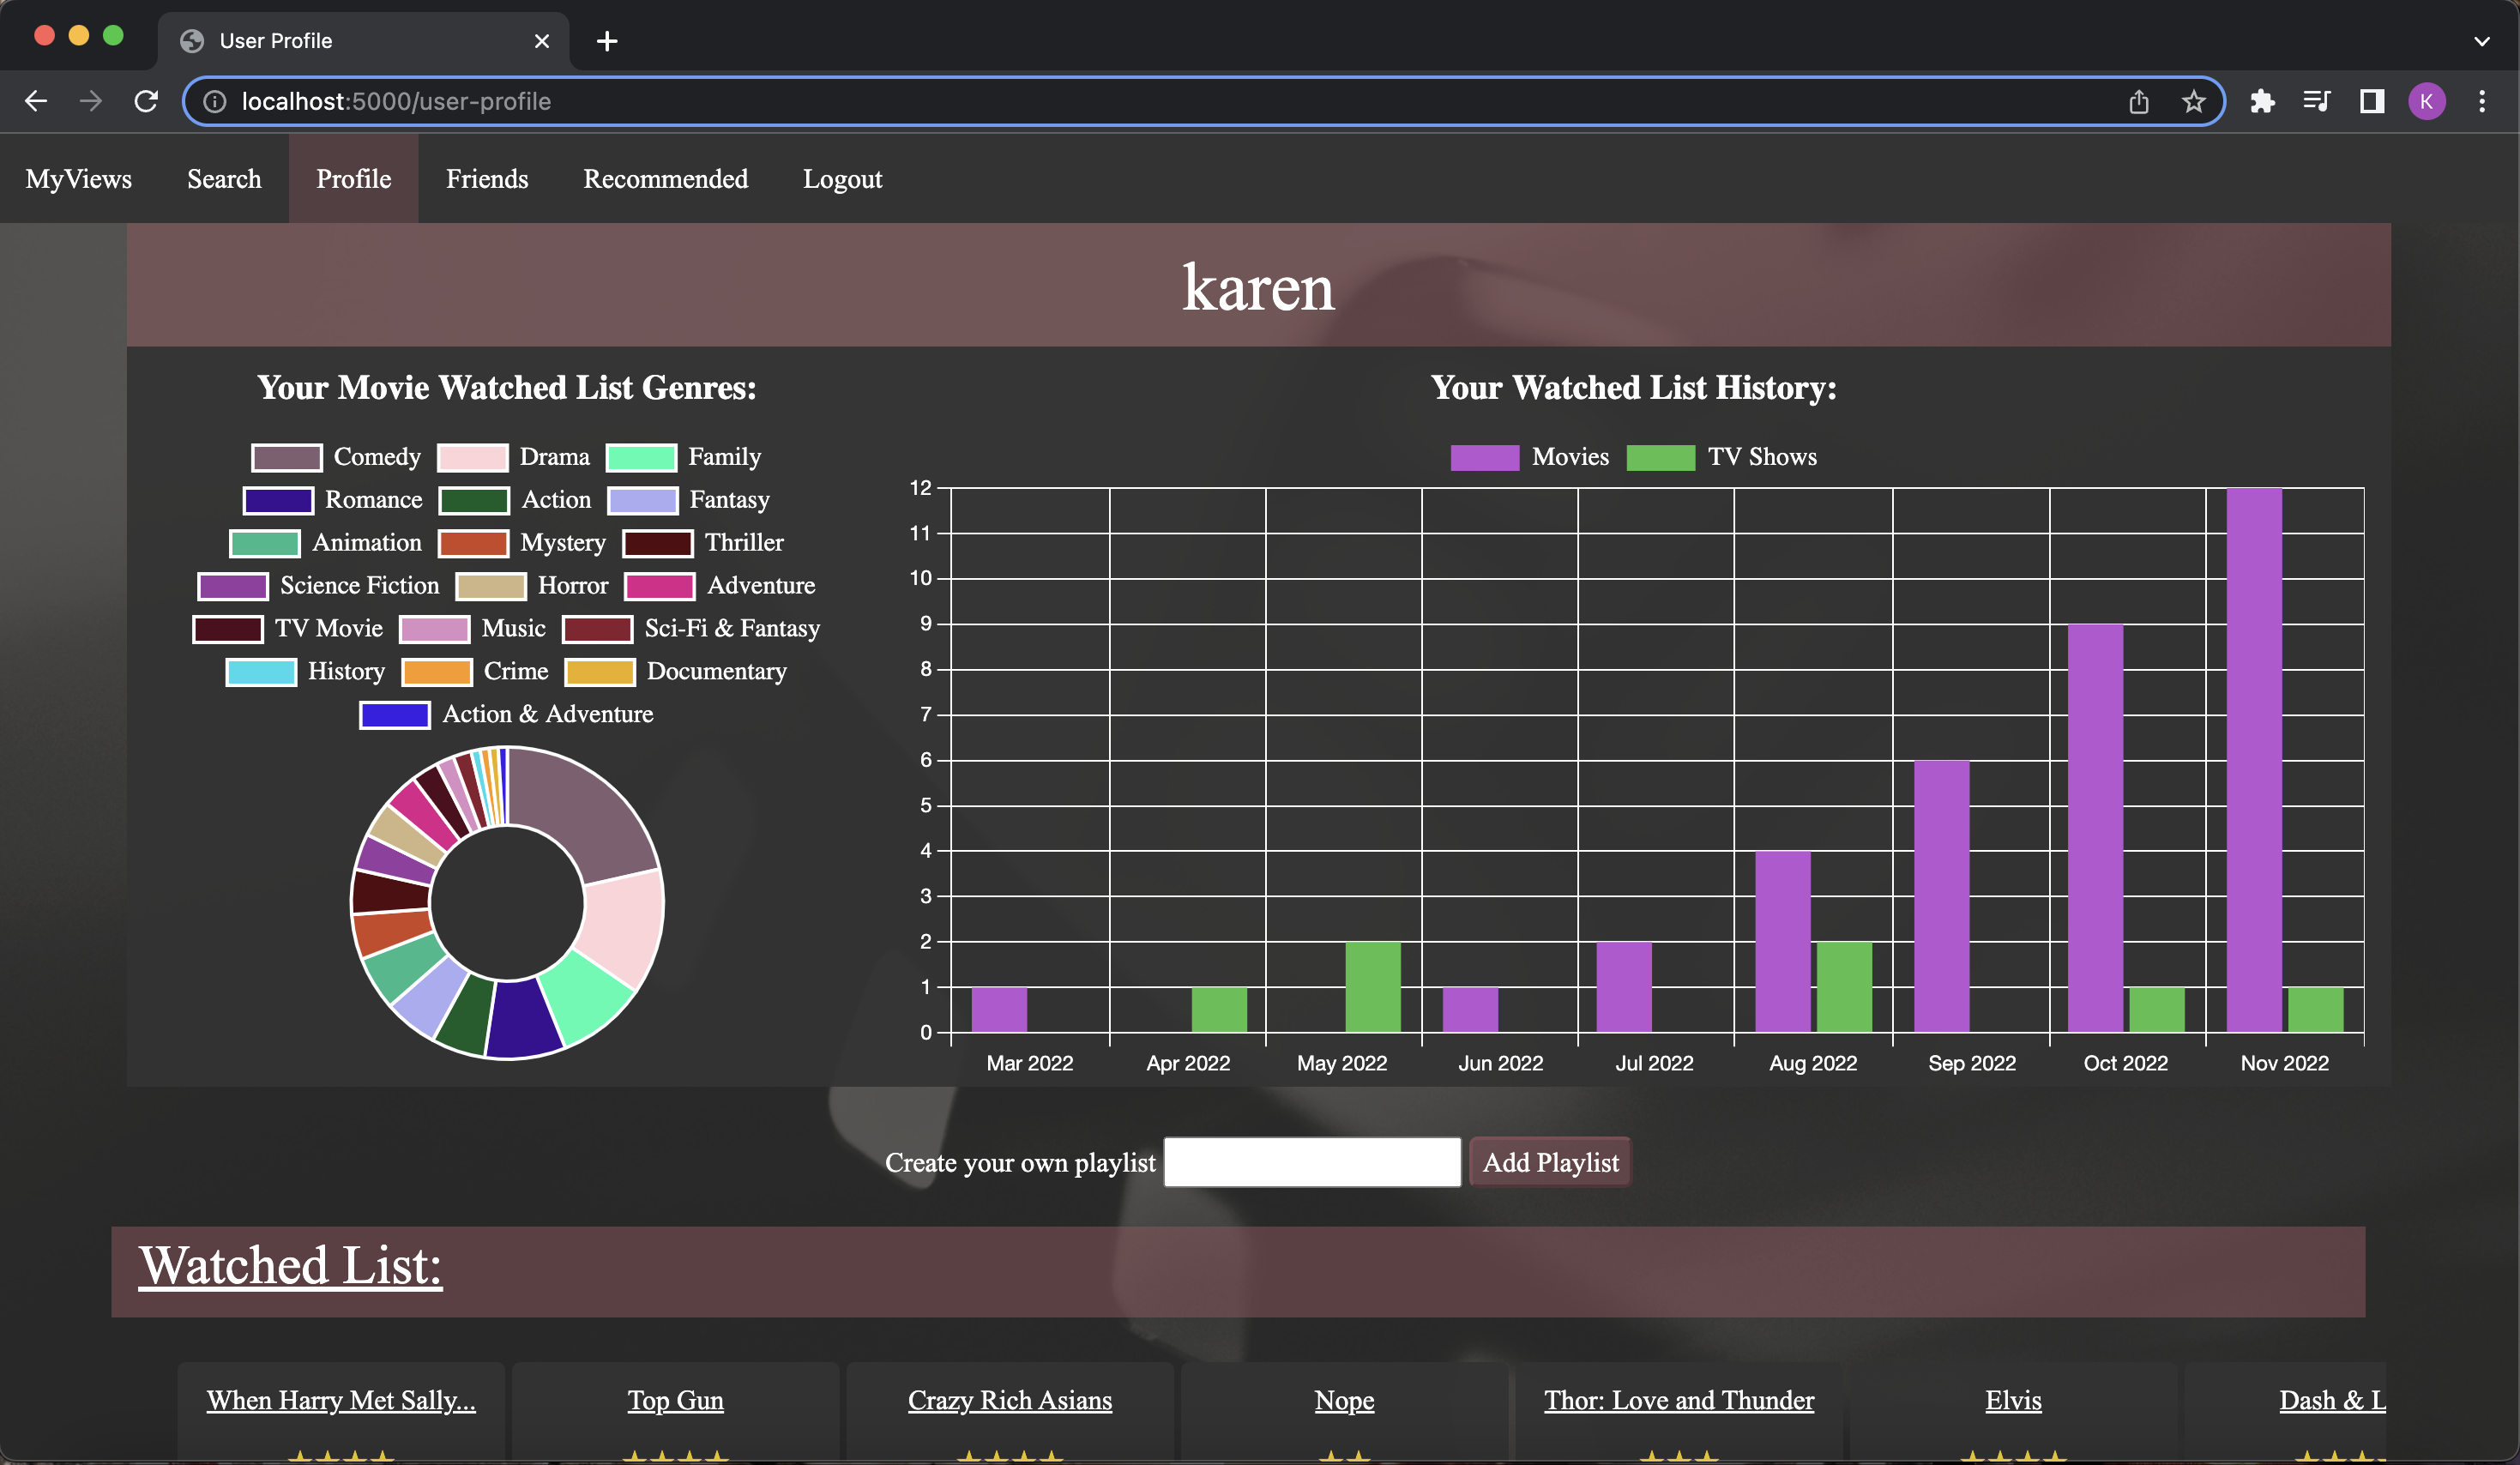 User Profile
localhost:5000/user-profile
K
MyViews Search Profile Friends Recommended Logout
karen
Your Movie Watched List Genres:
Comedy Drama Family
Romance Action Fantasy
Animation Mystery Thriller
Science Fiction Horror Adventure
TV Movie Music Sci-Fi & Fantasy
History Crime Documentary
Action & Adventure
Your Watched List History:
Movies TV Shows
12
11
10
9
8
7
6
5
4
3
2
1
0
Mar 2022 Apr 2022 May 2022 Jun 2022 Jul 2022 Aug 2022 Sep 2022 Oct 2022 Nov 2022
Create your own playlist Add Playlist
Watched List:
When Harry Met Sally... Top Gun Crazy Rich Asians Nope Thor: Love and Thunder Elvis Dash & L